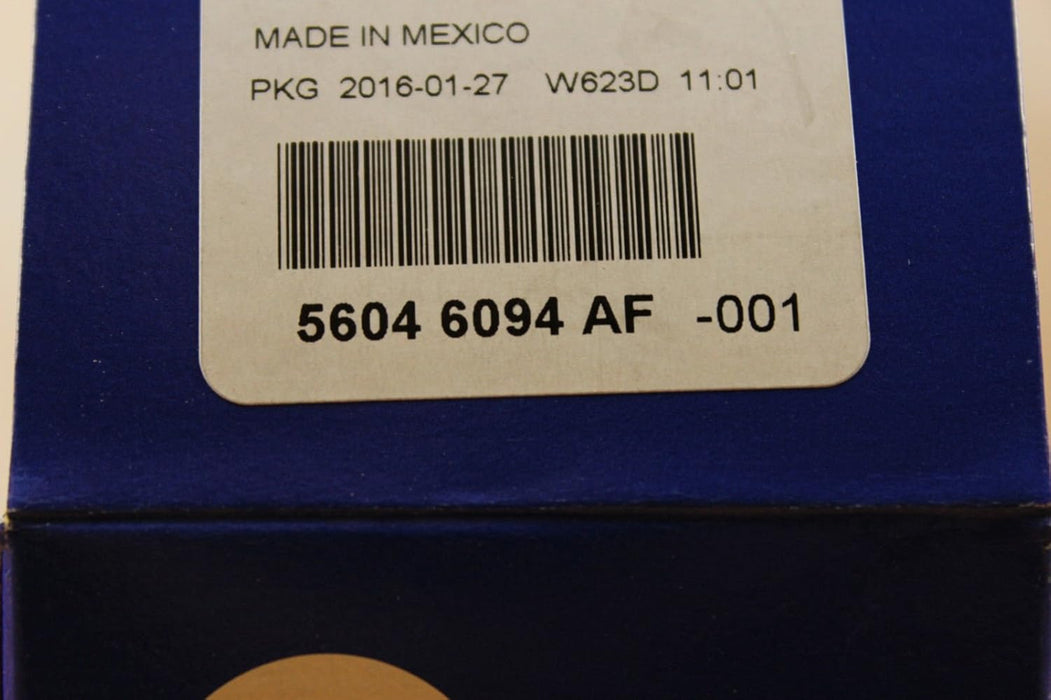 MADE IN MEXICO
PKG 2016-01-27 W623D 11:01
5604 6094 AF -001